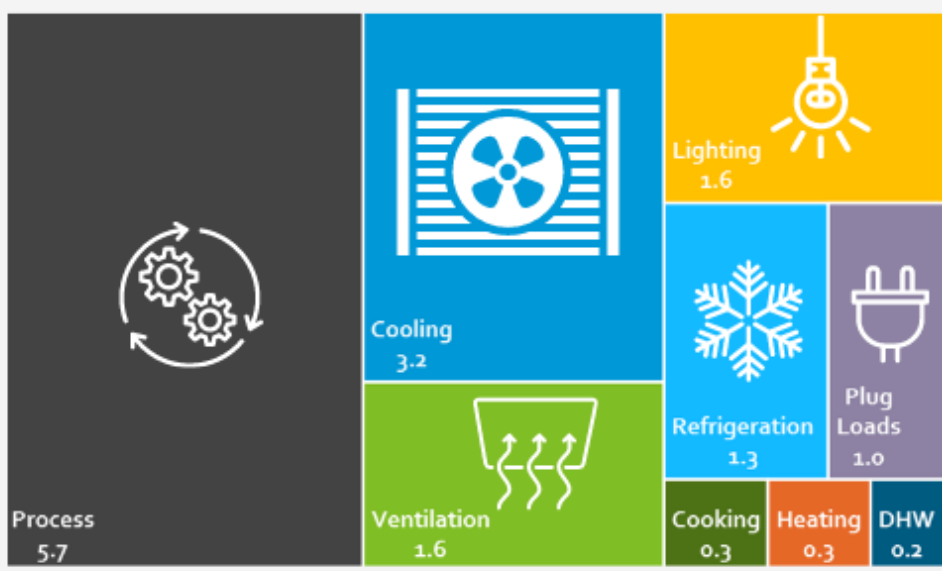 Process
5.7
Cooling
3.2
Ventilation
1.6
Lighting
1.6
Refrigeration
1.3
Plug
Loads
1.0
Cooking
0.3
Heating
0.3
DHW
0.2